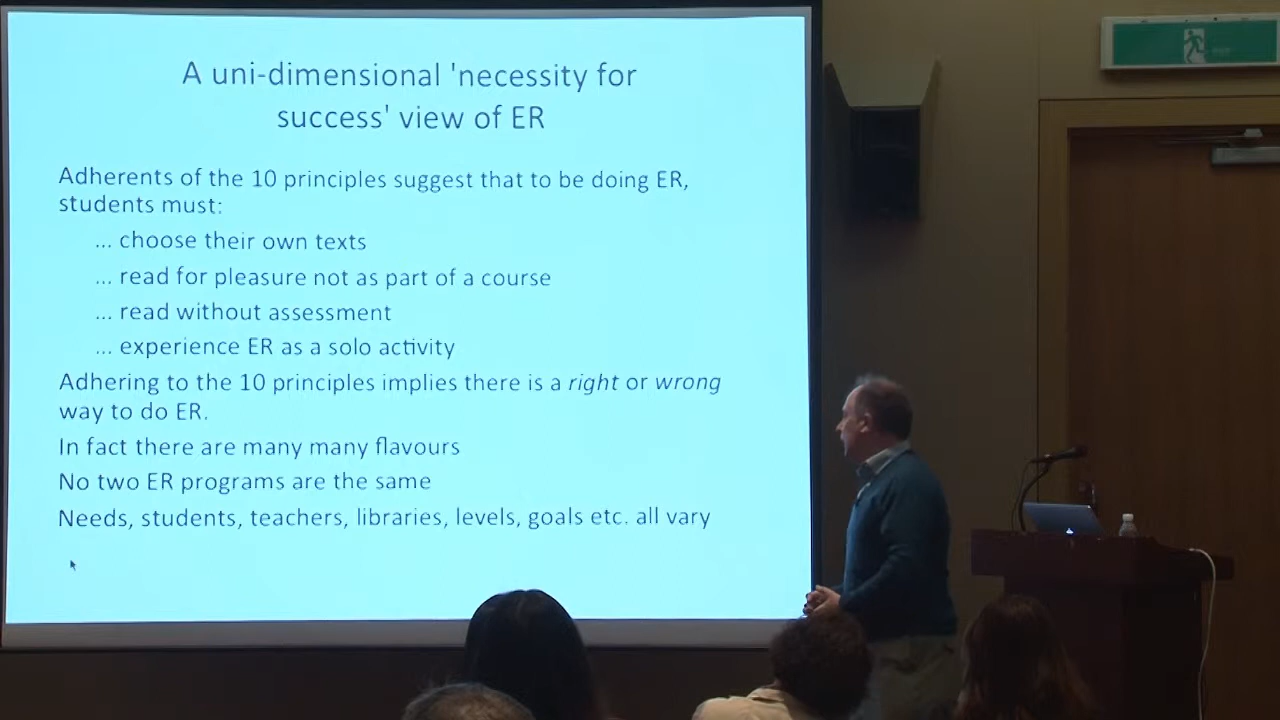 A uni-dimensional 'necessity for
success' view of ER
Adherents of the 10 principles suggest that to be doing ER,
students must:
... choose their own texts
... read for pleasure not as part of a course
... read without assessment
... experience ER as a solo activity
Adhering to the 10 principles implies there is a right or wrong
way to do ER.
In fact there are many many flavours
No two ER programs are the same
Needs, students, teachers, libraries, levels, goals etc. all vary